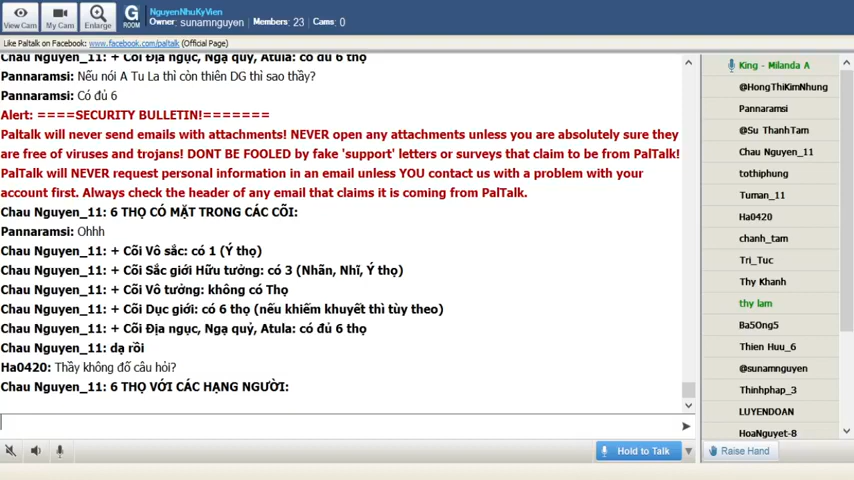 NguyenNhuKyVien
Owner: sunamnguyen Members: 23 Cams: 0
View Cam My Cam Enlarge G ROOM
Like Paltalk on Facebook: www.facebook.com/paltalk (Official Page)
Chau Nguyen_11: + Cõi Địa ngục, Ngạ quỷ, Atula: có đủ 6 thọ
Pannaramsi: Nếu nói A Tu La thì còn thiên DG thì sao thầy?
Pannaramsi: Có đủ 6
Alert: ====SECURITY BULLETIN!=======
Paltalk will never send emails with attachments! NEVER open any attachments unless you are absolutely sure they
are free of viruses and trojans! DONT BE FOOLED by fake 'support' letters or surveys that claim to be from PalTalk!
PalTalk will NEVER request personal information in an email unless YOU contact us with a problem with your
account first. Always check the header of any email that claims it is coming from PalTalk.
Chau Nguyen_11: 6 THỌ CÓ MẶT TRONG CÁC CÕI:
Pannaramsi: Ohhh
Chau Nguyen_11: + Cõi Vô sắc: có 1 (Ý thọ)
Chau Nguyen_11: + Cõi Sắc giới Hữu tưởng: có 3 (Nhãn, Nhĩ, Ý thọ)
Chau Nguyen_11: + Cõi Vô tưởng: không có Thọ
Chau Nguyen_11: + Cõi Dục giới: có 6 thọ (nếu khiếm khuyết thì tùy theo)
Chau Nguyen_11: + Cõi Địa ngục, Ngạ quỷ, Atula: có đủ 6 thọ
Chau Nguyen_11: dạ rồi
Ha0420: Thầy không đố câu hỏi?
Chau Nguyen_11: 6 THỌ VỚI CÁC HẠNG NGƯỜI:
Hold to Talk
King - Milanda A
@HongThiKimNhung
Pannaramsi
@Su ThanhTam
Chau Nguyen_11
tothiphung
Tuman_11
Ha0420
chanh_tam
Tri_Tuc
Thy Khanh
thy lam
Ba5Ong5
Thien Huu_6
@sunamnguyen
Thinhphap_3
LUYENDOAN
HoaNguyet-8
Raise Hand